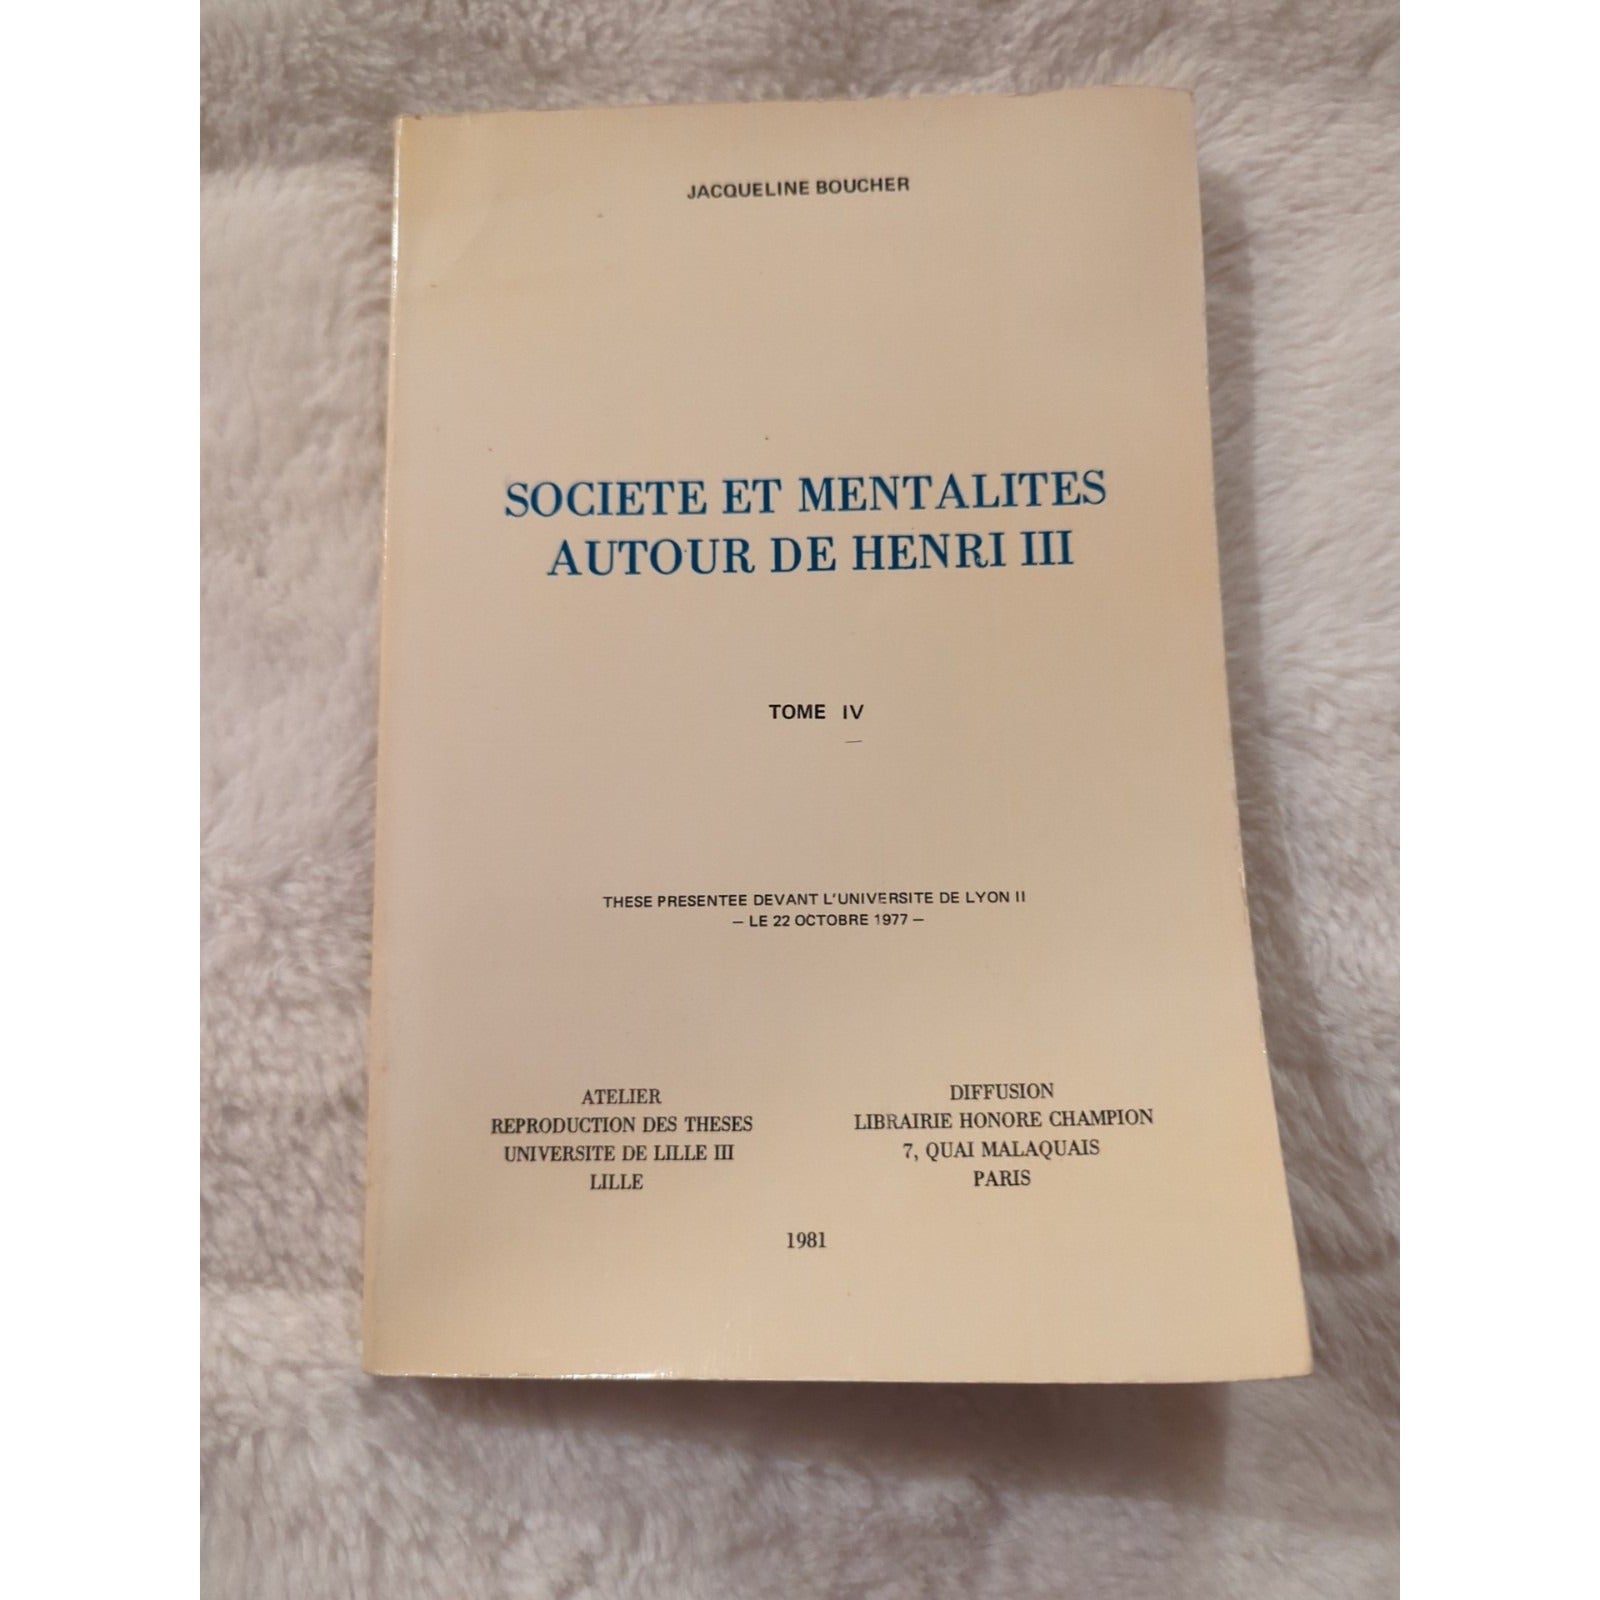 JACQUELINE BOUCHER
SOCIETE ET MENTALITES
AUTOUR DE HENRI III
TOME IV
THESE PRESENTEE DEVANT L'UNIVERSITE DE LYON II
— LE 22 OCTOBRE 1977 —
ATELIER
REPRODUCTION DES THESES
UNIVERSITE DE LILLE III
LILLE
DIFFUSION
LIBRAIRIE HONORE CHAMPION
7, QUAI MALAQUAIS
PARIS
1981